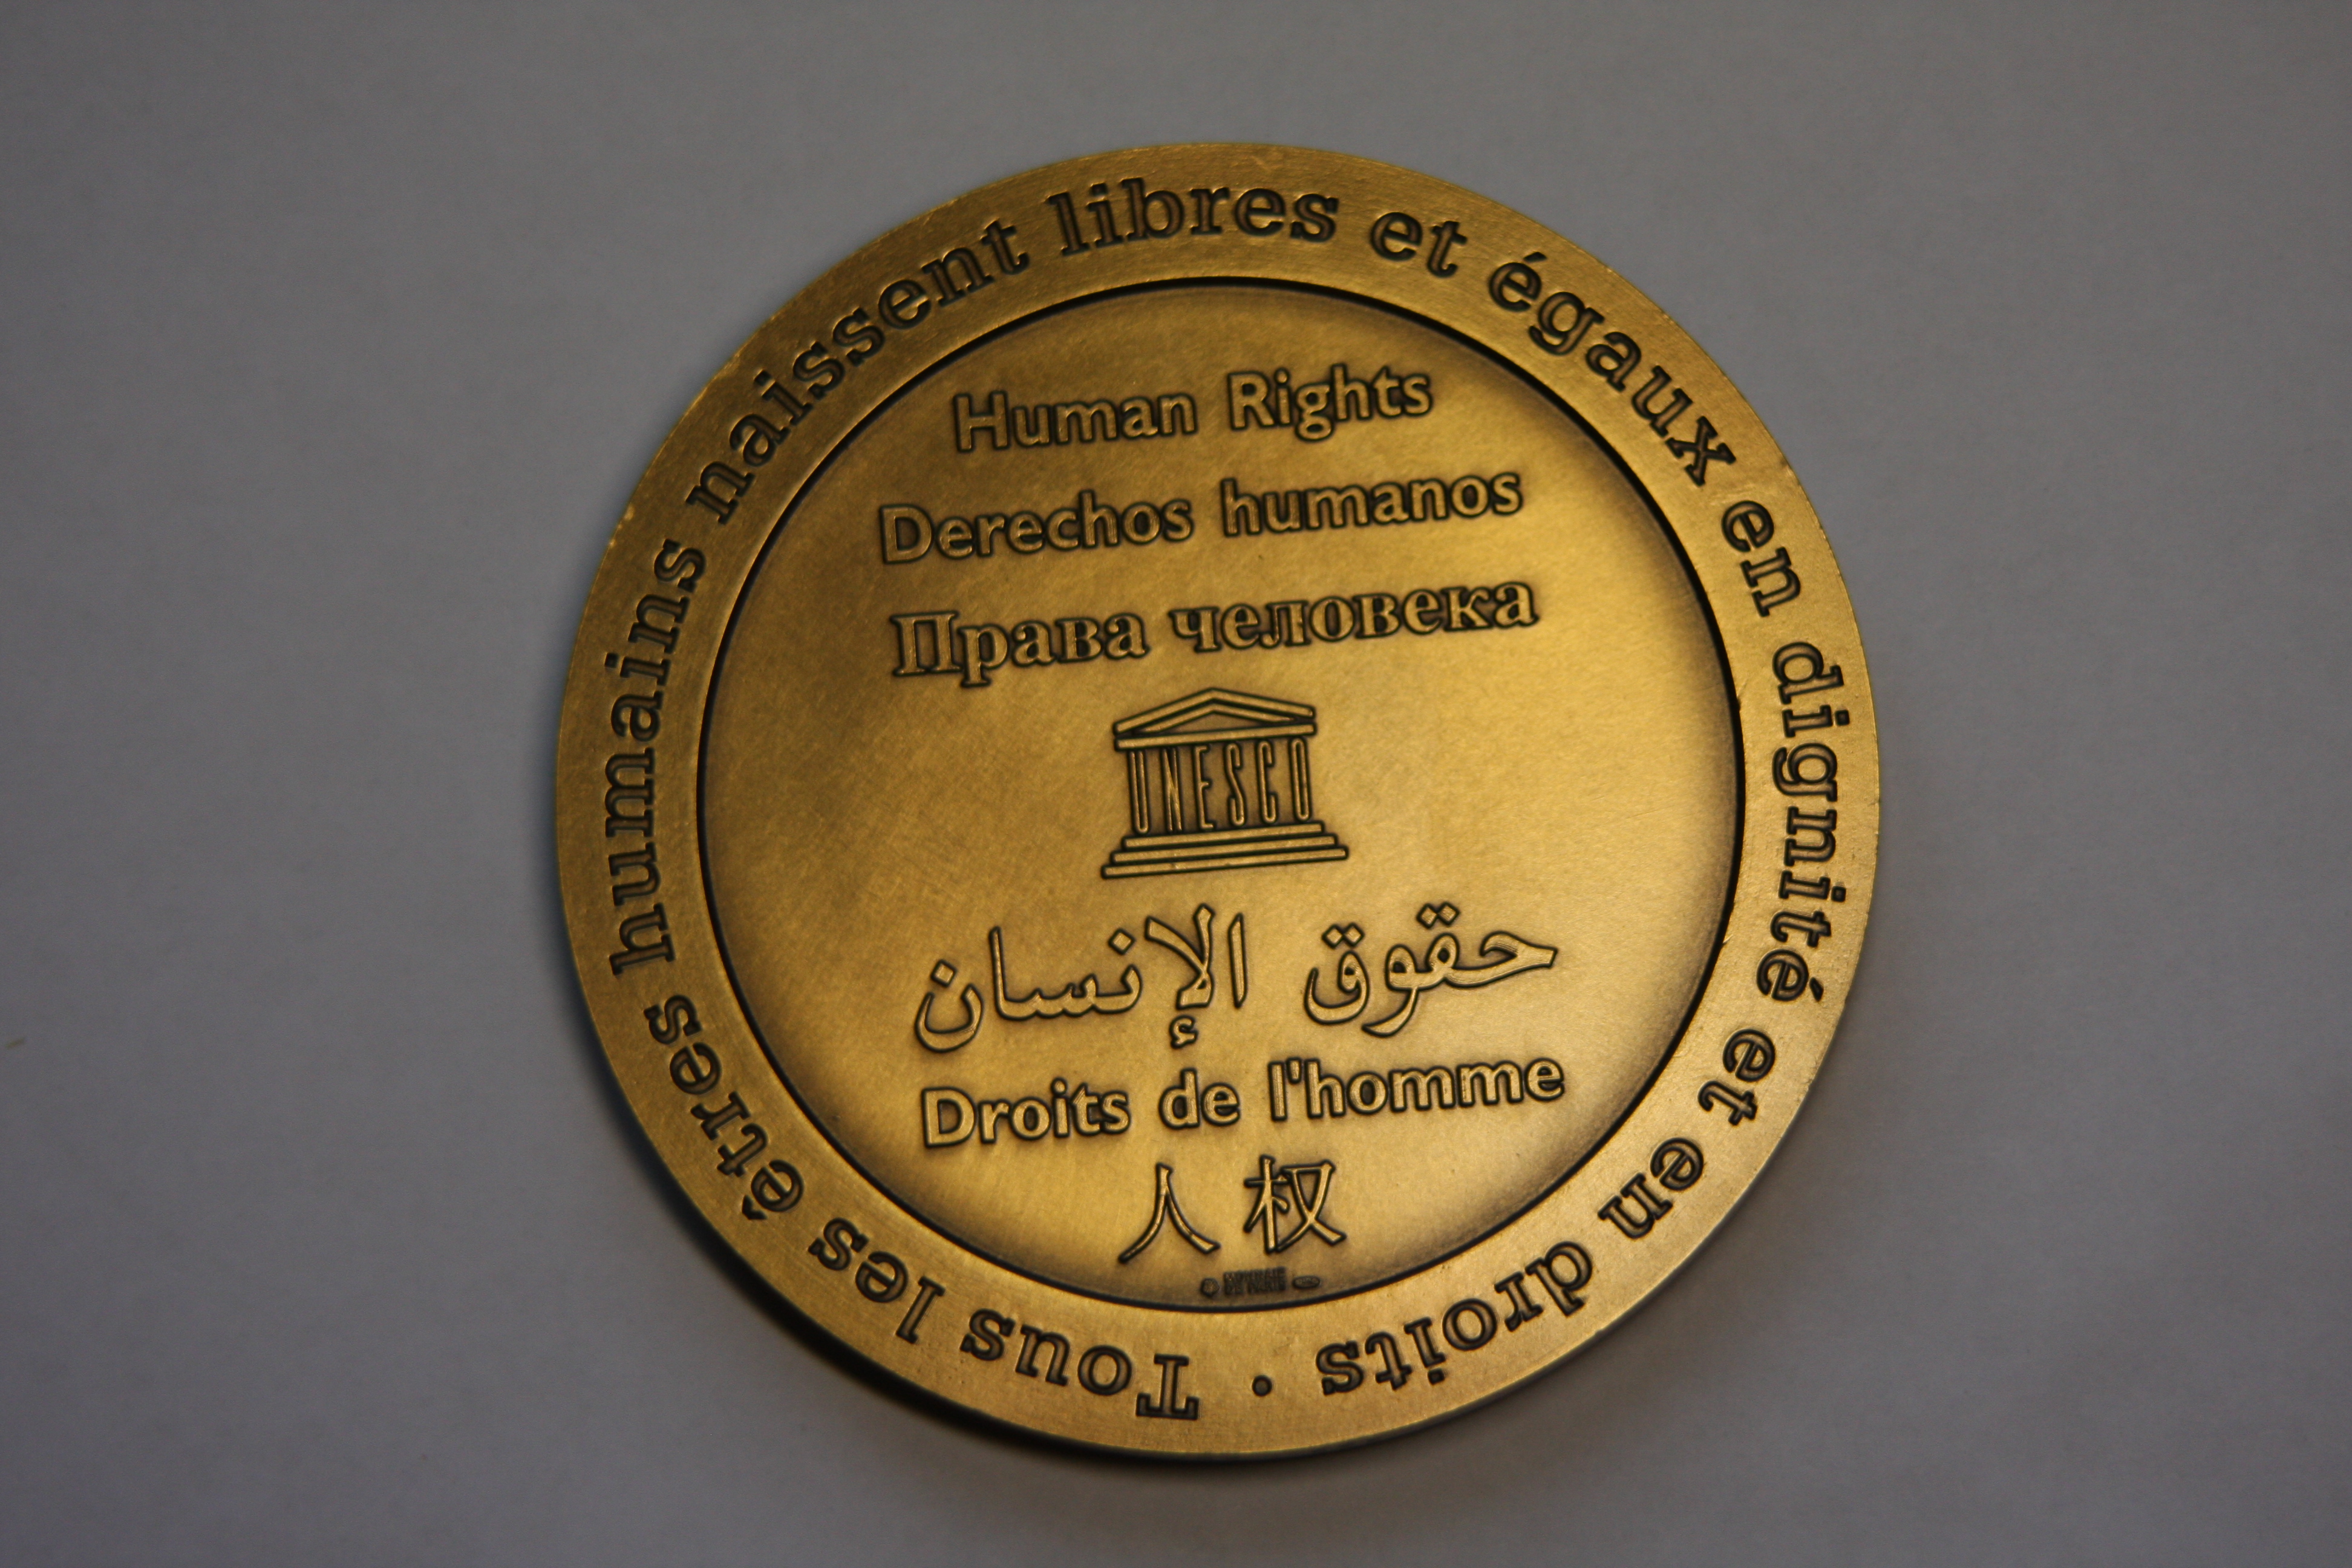 Tous les êtres humains naissent libres et égaux en dignité et en droits ·
Human Rights
Derechos humanos
Права человека
UNESCO
حقوق الإنسان
Droits de l'homme
人权
©